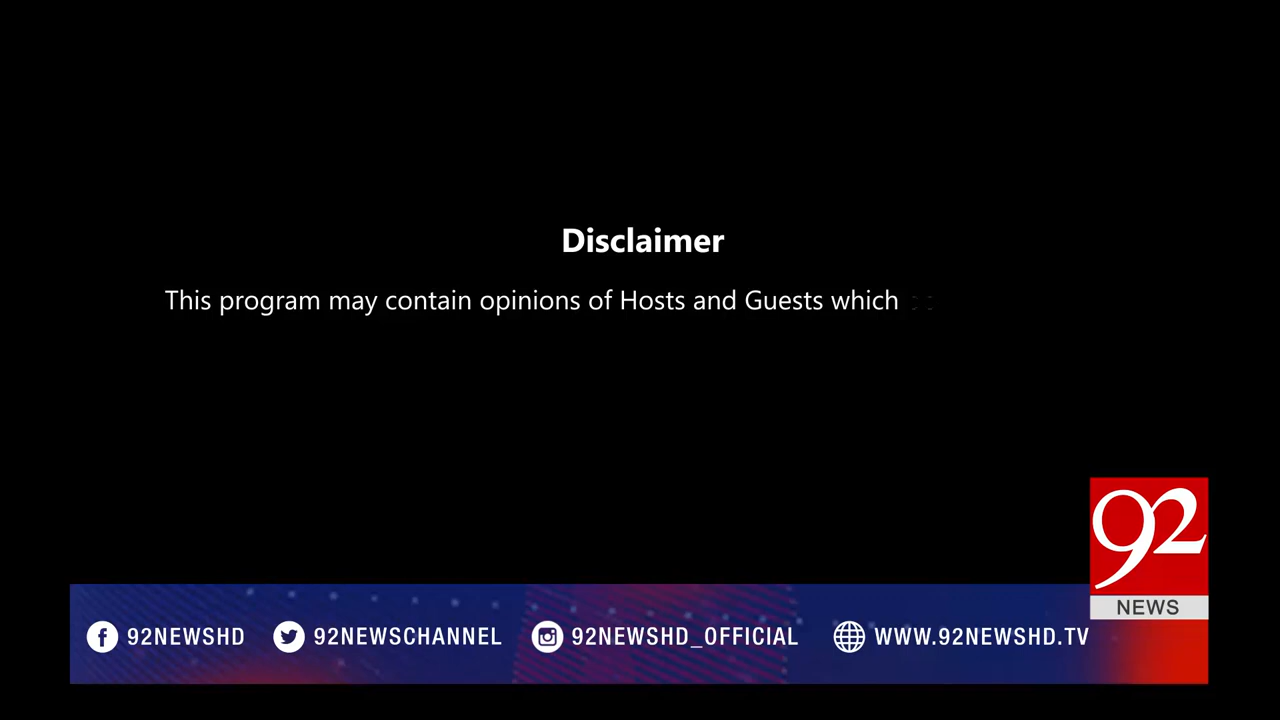 Disclaimer
This program may contain opinions of Hosts and Guests which
92
NEWS
92NEWSHD 92NEWSCHANNEL 92NEWSHD_OFFICIAL WWW.92NEWSHD.TV